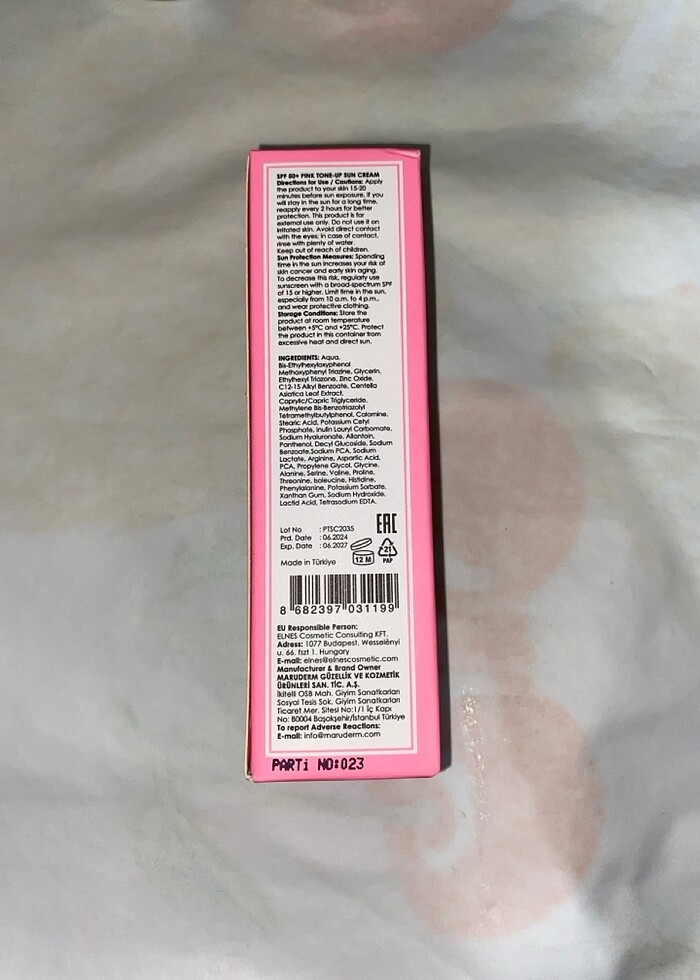 SPF 50+ PINK TONE-UP SUN CREAM
Directions for Use / Cautions: Apply
the product to your skin 15-20
minutes before sun exposure. If you
will stay in the sun for a long time,
reapply every 2 hours for better
protection. This product is for
external use only. Do not use it on
irritated skin. Avoid direct contact
with the eyes; in case of contact,
rinse with plenty of water.
Keep out of reach of children.
Sun Protection Measures: Spending
time in the sun increases your risk of
skin cancer and early skin aging.
To decrease this risk, regularly use
sunscreen with a broad-spectrum SPF
of 15 or higher. Limit time in the sun,
especially from 10 a.m. to 4 p.m.,
and wear protective clothing.
Storage Conditions: Store the
product at room temperature
between +5°C and +25°C. Protect
the product in this container from
excessive heat and direct sun.
INGREDIENTS: Aqua,
Bis-Ethylhexyloxyphenol
Methoxyphenyl Triazine, Glycerin,
Ethylhexyl Triazone, Zinc Oxide,
C12-15 Alkyl Benzoate, Centella
Asiatica Leaf Extract,
Caprylic/Capric Triglyceride,
Methylene Bis-Benzotriazolyl
Tetramethylbutylphenol, Calamine,
Stearic Acid, Potassium Cetyl
Phosphate, Inulin Lauryl Carbamate,
Sodium Hyaluronate, Allantoin,
Panthenol, Decyl Glucoside, Sodium
Benzoate,Sodium PCA, Sodium
Lactate, Arginine, Aspartic Acid,
PCA, Propylene Glycol, Glycine,
Alanine, Serine, Valine, Proline,
Threonine, Isoleucine, Histidine,
Phenylalanine, Potassium Sorbate,
Xanthan Gum, Sodium Hydroxide,
Lactid Acid, Tetrasodium EDTA.
Lot No : PTSC2035
Prd. Date : 06.2024
Exp. Date : 06.2027
EAC
12 M
21
PAP
Made in Türkiye
8 682397 031199
EU Responsible Person:
ELNES Cosmetic Consulting KFT.
Adress: 1077 Budapest, Wesselényi
u. 66. fszt 1. Hungary
E-mail: elnes@elnescosmetic.com
Manufacturer & Brand Owner
MARUDERM GÜZELLİK VE KOZMETİK
ÜRÜNLERİ SAN. TİC. A.Ş.
İkitelli OSB Mah. Giyim Sanatkarları
Sosyal Tesis Sok. Giyim Sanatkarları
Ticaret Mer. Sitesi No:1/1 İç Kapı
No: B0004 Başakşehir/İstanbul Türkiye
To report Adverse Reactions:
E-mail: info@maruderm.com
PARTİ NO:023